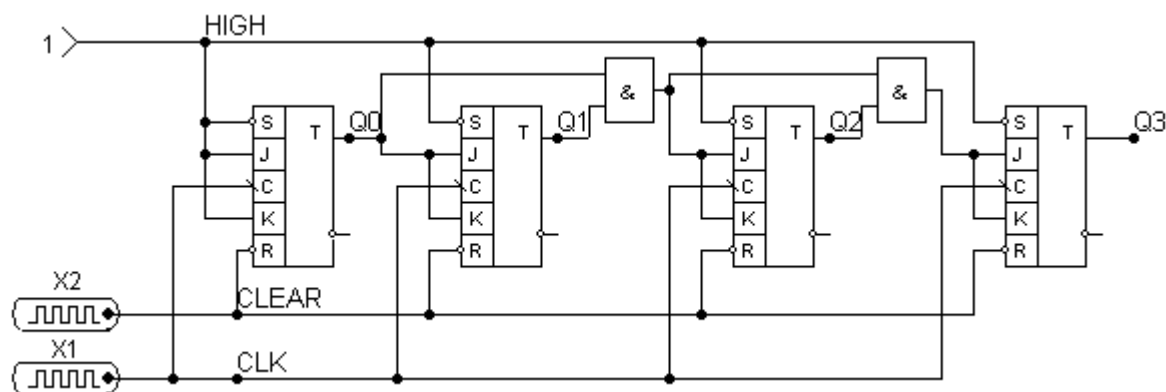 HIGH
1
& &
S T Q0 S T Q1 S T Q2 S T Q3
J J J J
C C C C
K K K K
R R R R
X2
CLEAR
X1
CLK